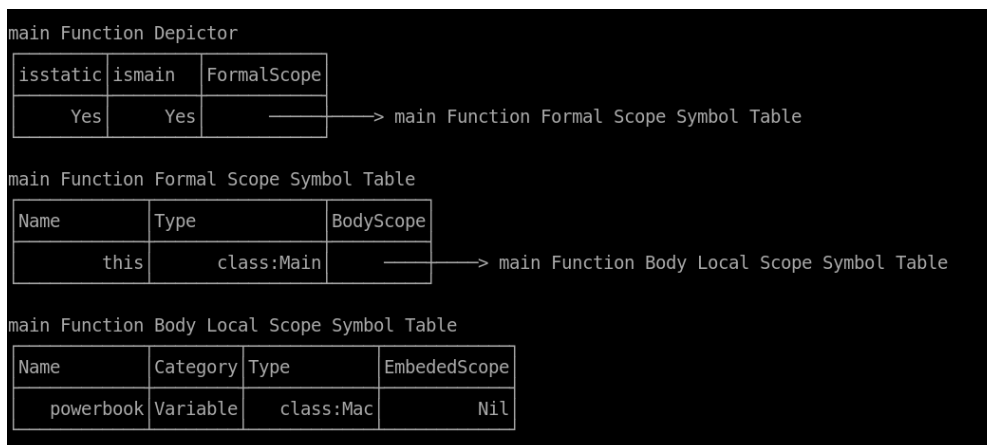 main Function Depictor
isstatic ismain FormalScope
Yes Yes ————> main Function Formal Scope Symbol Table
main Function Formal Scope Symbol Table
Name Type BodyScope
this class:Main ————> main Function Body Local Scope Symbol Table
main Function Body Local Scope Symbol Table
Name Category Type EmbededScope
powerbook Variable class:Mac Nil